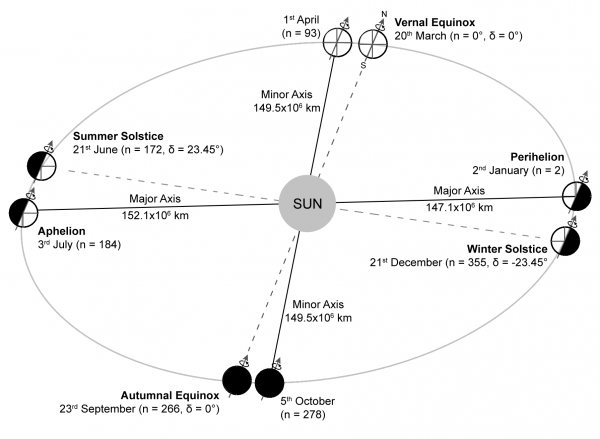 1st April
(n = 93)
N
Vernal Equinox
20th March (n = 0°, δ = 0°)
S
Minor Axis
149.5x10⁶ km
Summer Solstice
21st June (n = 172, δ = 23.45°)
Perihelion
2nd January (n = 2)
Major Axis
152.1x10⁶ km
SUN
Major Axis
147.1x10⁶ km
Aphelion
3rd July (n = 184)
Winter Solstice
21st December (n = 355, δ = -23.45°
Minor Axis
149.5x10⁶ km
Autumnal Equinox
23rd September (n = 266, δ = 0°)
5th October
(n = 278)